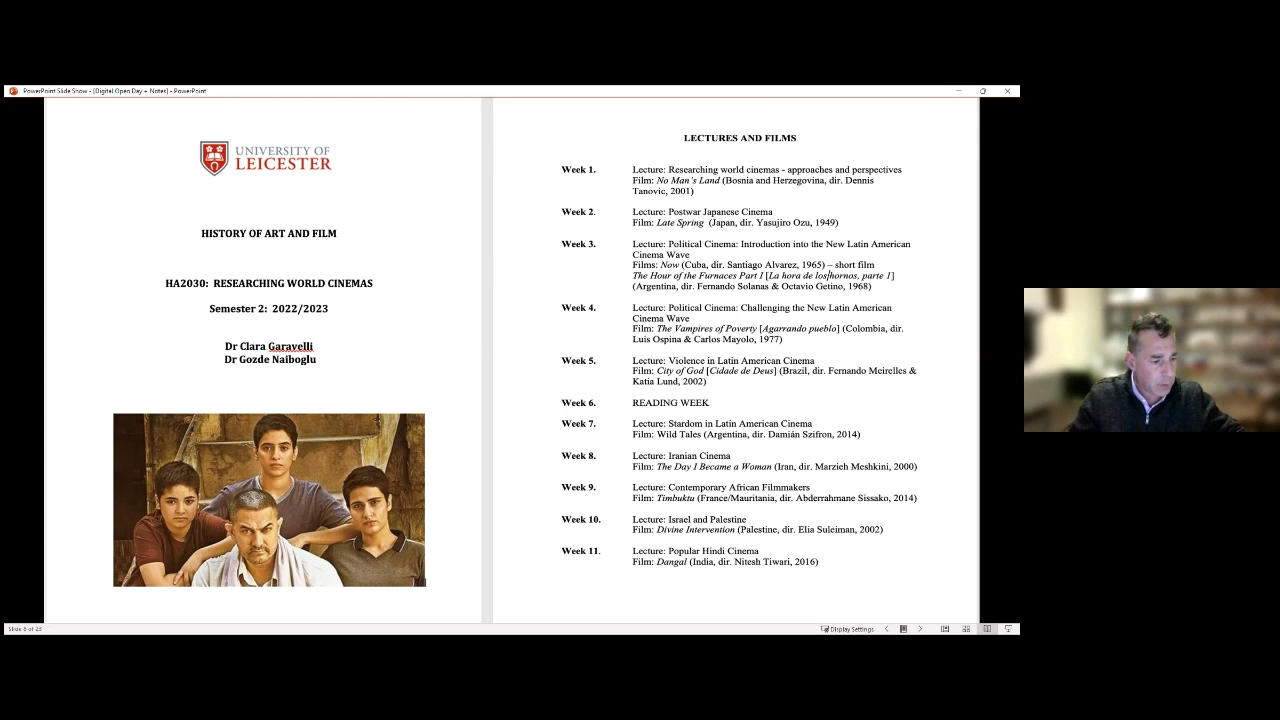 PowerPoint Slide Show - [Digital Open Day + Notes] - PowerPoint
UNIVERSITY OF
LEICESTER
HISTORY OF ART AND FILM
HA2030: RESEARCHING WORLD CINEMAS
Semester 2: 2022/2023
Dr Clara Garavelli
Dr Gozde Naiboglu
LECTURES AND FILMS
Week 1. Lecture: Researching world cinemas - approaches and perspectives
Film: No Man's Land (Bosnia and Herzegovina, dir. Dennis
Tanovic, 2001)
Week 2. Lecture: Postwar Japanese Cinema
Film: Late Spring (Japan, dir. Yasujiro Ozu, 1949)
Week 3. Lecture: Political Cinema: Introduction into the New Latin American
Cinema Wave
Films: Now (Cuba, dir. Santiago Alvarez, 1965) – short film
The Hour of the Furnaces Part I [La hora de los hornos, parte 1]
(Argentina, dir. Fernando Solanas & Octavio Getino, 1968)
Week 4. Lecture: Political Cinema: Challenging the New Latin American
Cinema Wave
Film: The Vampires of Poverty [Agarrando pueblo] (Colombia, dir.
Luis Ospina & Carlos Mayolo, 1977)
Week 5. Lecture: Violence in Latin American Cinema
Film: City of God [Cidade de Deus] (Brazil, dir. Fernando Meirelles &
Katia Lund, 2002)
Week 6. READING WEEK
Week 7. Lecture: Stardom in Latin American Cinema
Film: Wild Tales (Argentina, dir. Damián Szifron, 2014)
Week 8. Lecture: Iranian Cinema
Film: The Day I Became a Woman (Iran, dir. Marzieh Meshkini, 2000)
Week 9. Lecture: Contemporary African Filmmakers
Film: Timbuktu (France/Mauritania, dir. Abderrahmane Sissako, 2014)
Week 10. Lecture: Israel and Palestine
Film: Divine Intervention (Palestine, dir. Elia Suleiman, 2002)
Week 11. Lecture: Popular Hindi Cinema
Film: Dangal (India, dir. Nitesh Tiwari, 2016)
Slide 8 of 23
Display Settings